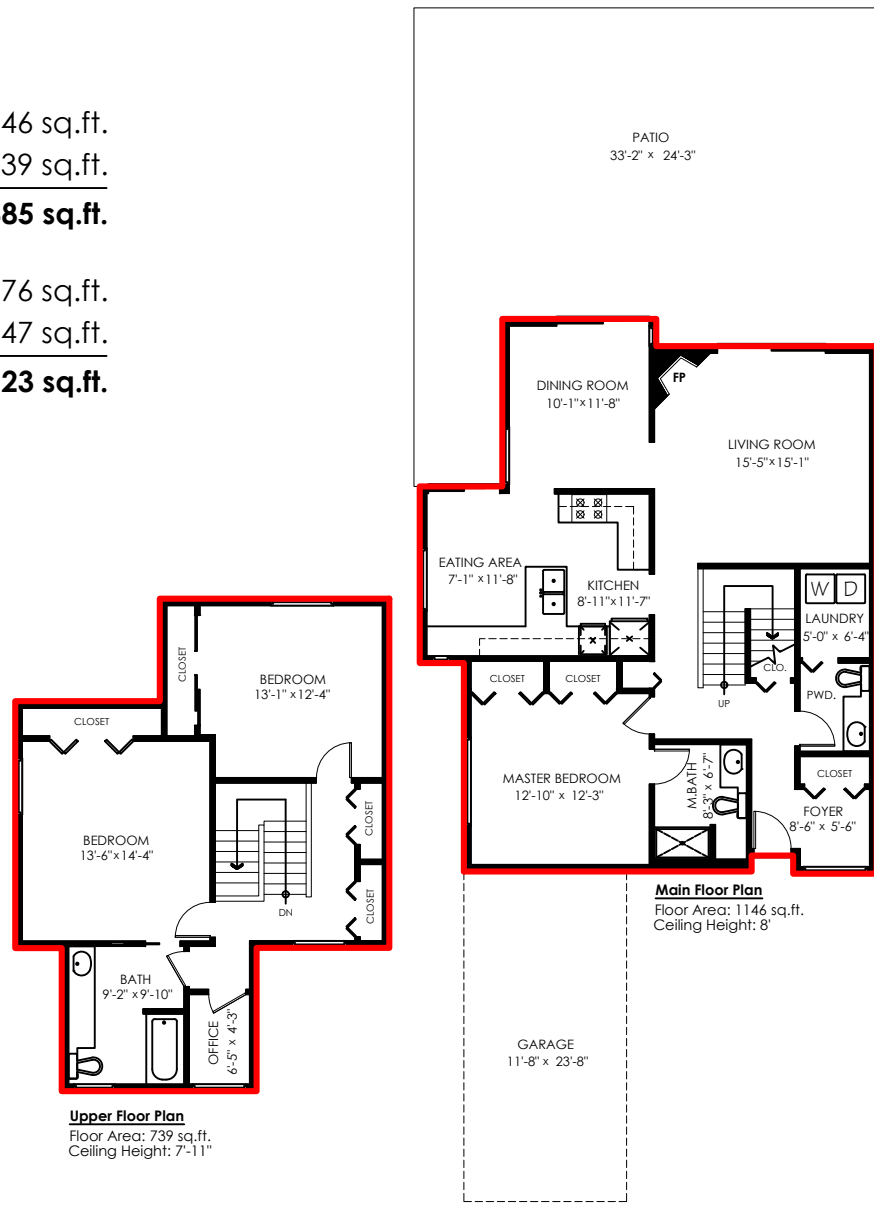 46 sq.ft.
39 sq.ft.
85 sq.ft.
76 sq.ft.
47 sq.ft.
23 sq.ft.
PATIO
33'-2" x 24'-3"
DINING ROOM
10'-1"x11'-8"
FP
LIVING ROOM
15'-5"x15'-1"
EATING AREA
7'-1" x11'-8"
KITCHEN
8'-11"x11'-7"
W D
LAUNDRY
5'-0" x 6'-4"
CLO.
UP
PWD.
CLOSET
CLOSET
MASTER BEDROOM
12'-10" x 12'-3"
M.BATH
8'-3" x 6'-7"
CLOSET
FOYER
8'-6" x 5'-6"
Main Floor Plan
Floor Area: 1146 sq.ft.
Ceiling Height: 8'
GARAGE
11'-8" x 23'-8"
CLOSET
BEDROOM
13'-1" x12'-4"
CLOSET
BEDROOM
13'-6"x14'-4"
CLOSET
CLOSET
DN
BATH
9'-2" x9'-10"
OFFICE
6'-5" x 4'-3"
Upper Floor Plan
Floor Area: 739 sq.ft.
Ceiling Height: 7'-11"